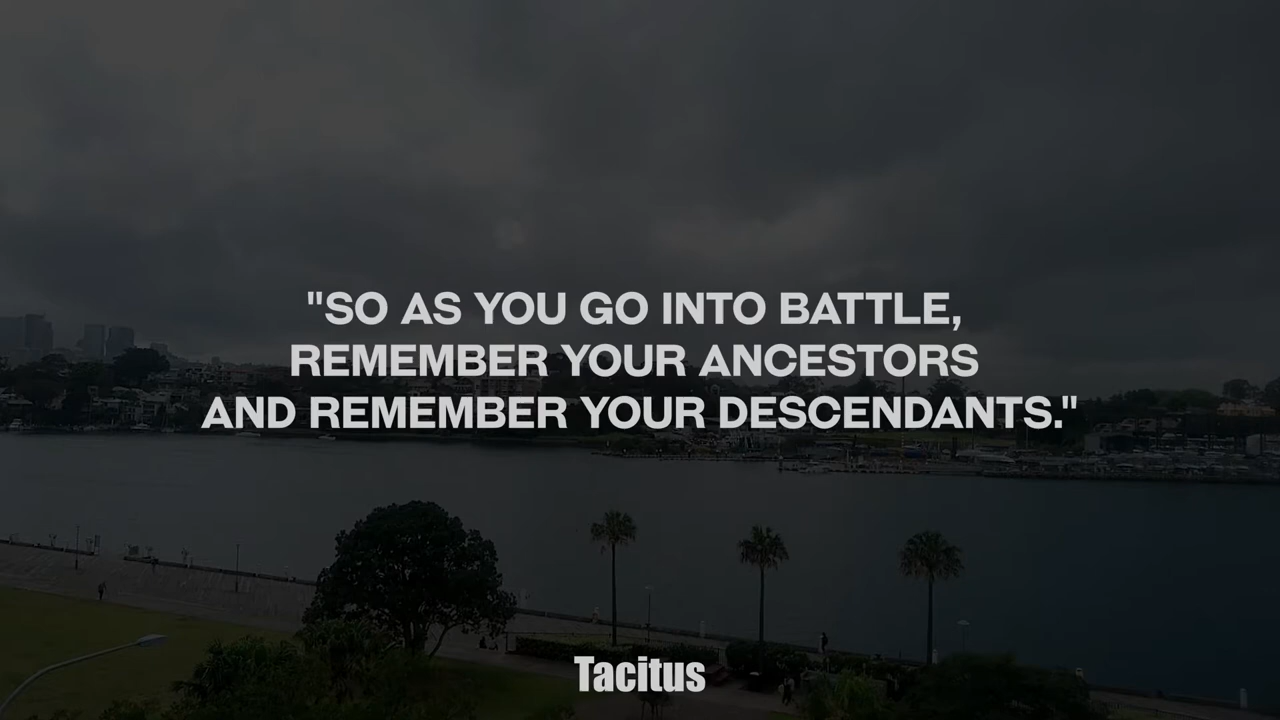 "SO AS YOU GO INTO BATTLE,
REMEMBER YOUR ANCESTORS
AND REMEMBER YOUR DESCENDANTS."
Tacitus